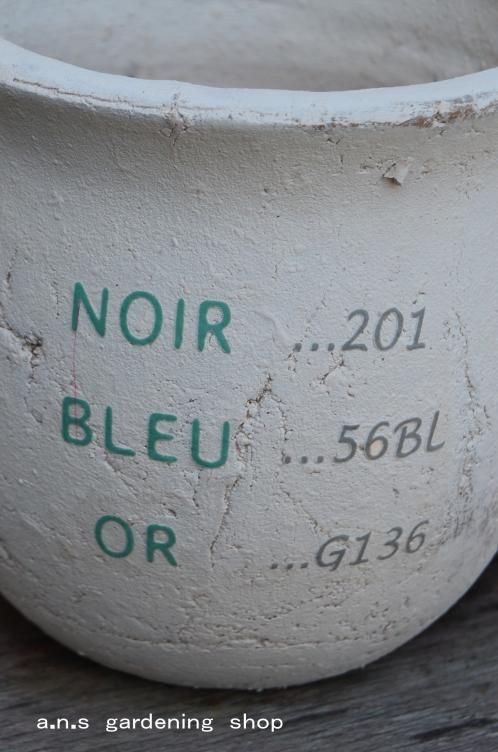 NOIR ...201
BLEU ...56BL
OR ...G136
a.n.s gardening shop